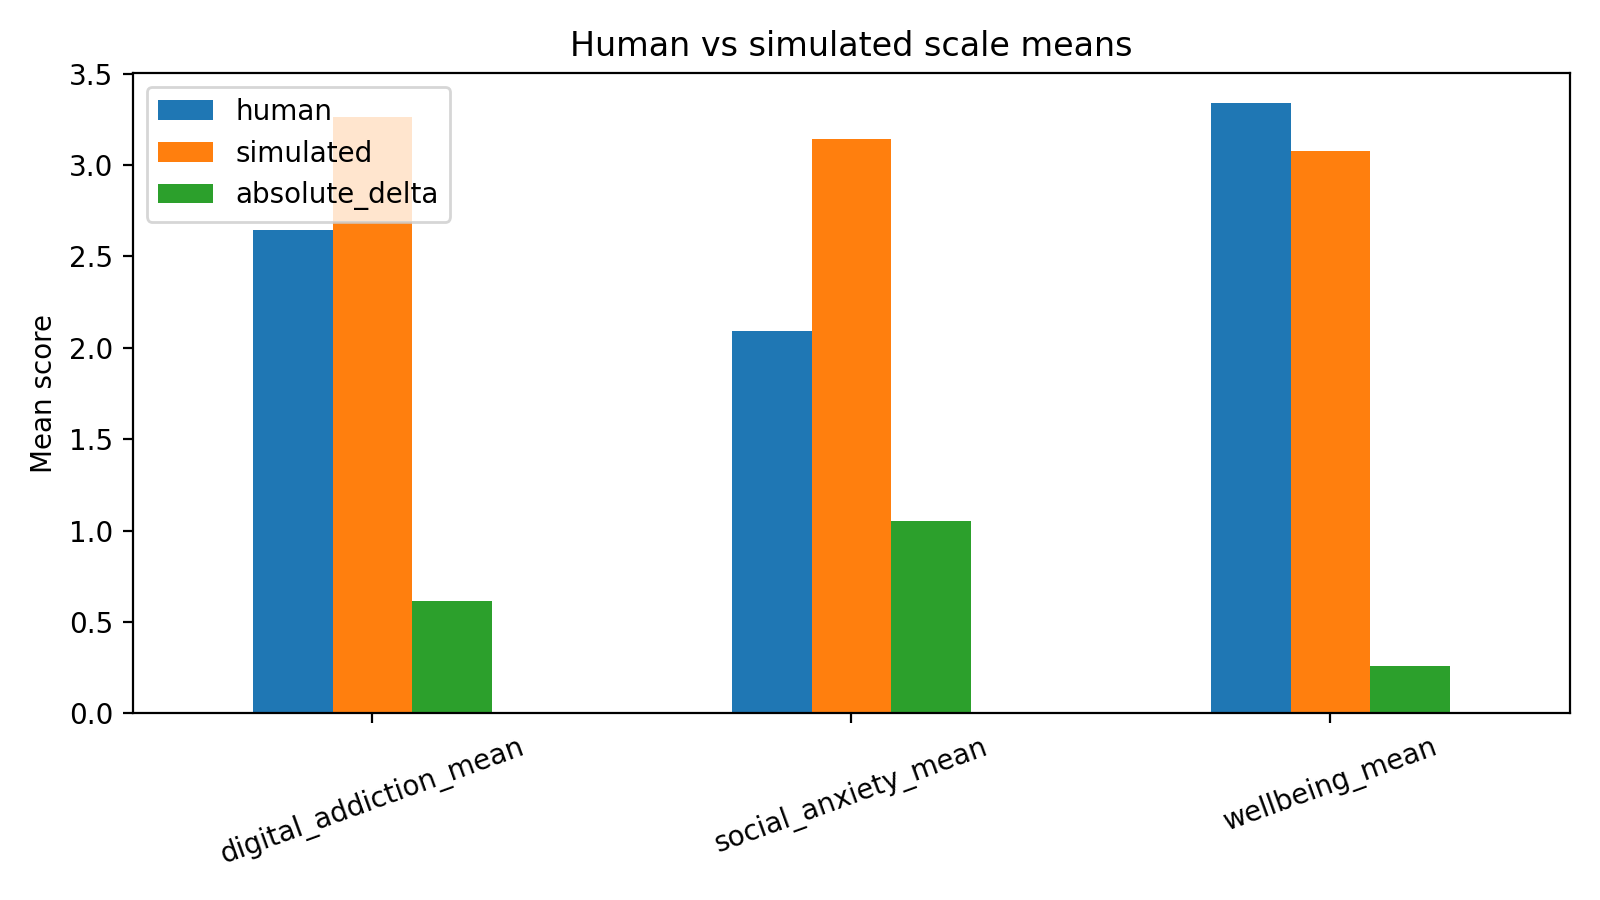 Human vs simulated scale means
3.5
3.0
2.5
2.0
1.5
1.0
0.5
0.0
Mean score
human
simulated
absolute_delta
digital_addiction_mean
social_anxiety_mean
wellbeing_mean